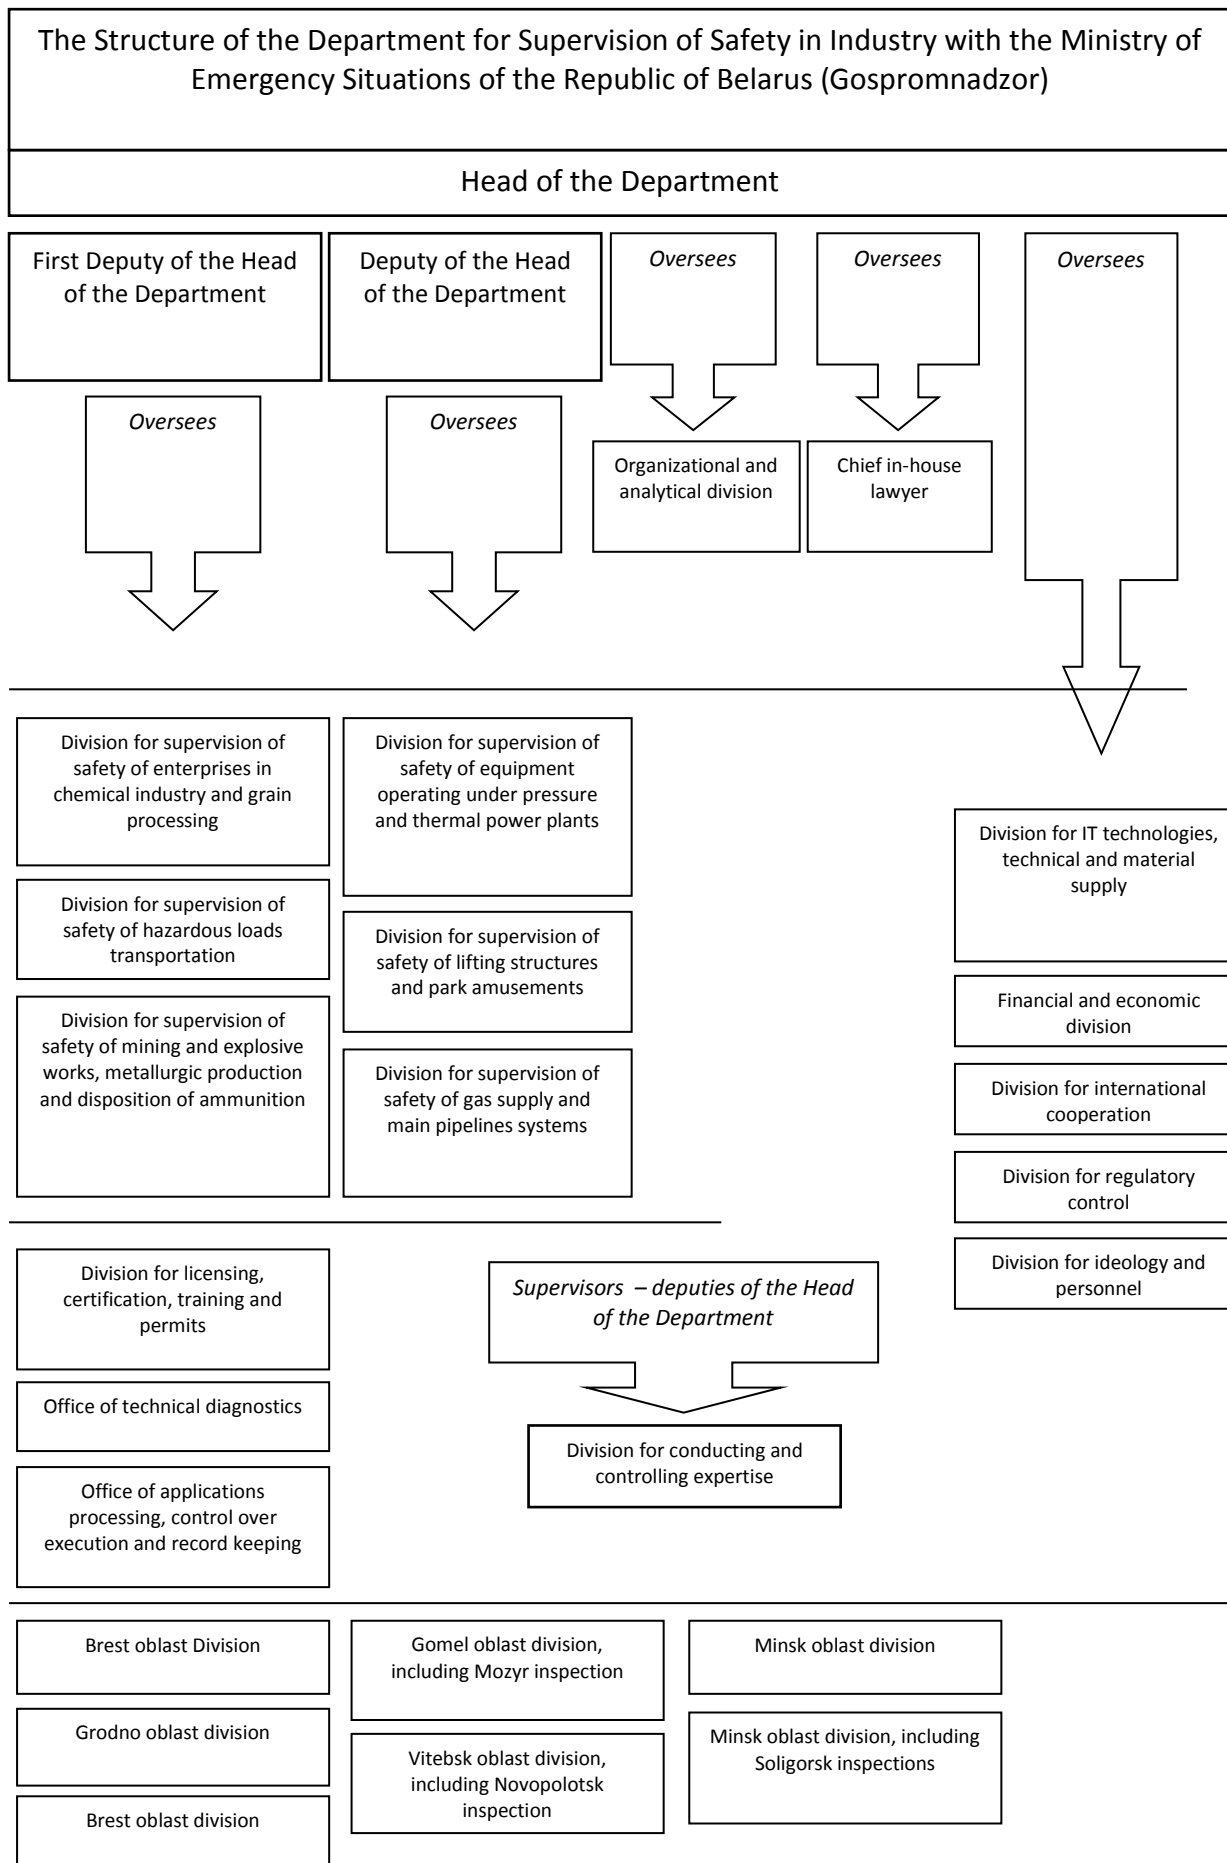 The Structure of the Department for Supervision of Safety in Industry with the Ministry of
Emergency Situations of the Republic of Belarus (Gospromnadzor)
Head of the Department
First Deputy of the Head
of the Department
Deputy of the Head
of the Department
Oversees
Oversees
Oversees
Oversees
Oversees
Organizational and
analytical division
Chief in-house
lawyer
Division for supervision of
safety of enterprises in
chemical industry and grain
processing
Division for supervision of
safety of hazardous loads
transportation
Division for supervision of
safety of mining and explosive
works, metallurgic production
and disposition of ammunition
Division for supervision of
safety of equipment
operating under pressure
and thermal power plants
Division for supervision of
safety of lifting structures
and park amusements
Division for supervision of
safety of gas supply and
main pipelines systems
Division for IT technologies,
technical and material
supply
Financial and economic
division
Division for international
cooperation
Division for regulatory
control
Division for ideology and
personnel
Division for licensing,
certification, training and
permits
Office of technical diagnostics
Office of applications
processing, control over
execution and record keeping
Supervisors – deputies of the Head
of the Department
Division for conducting and
controlling expertise
Brest oblast Division
Grodno oblast division
Brest oblast division
Gomel oblast division,
including Mozyr inspection
Vitebsk oblast division,
including Novopolotsk
inspection
Minsk oblast division
Minsk oblast division, including
Soligorsk inspections